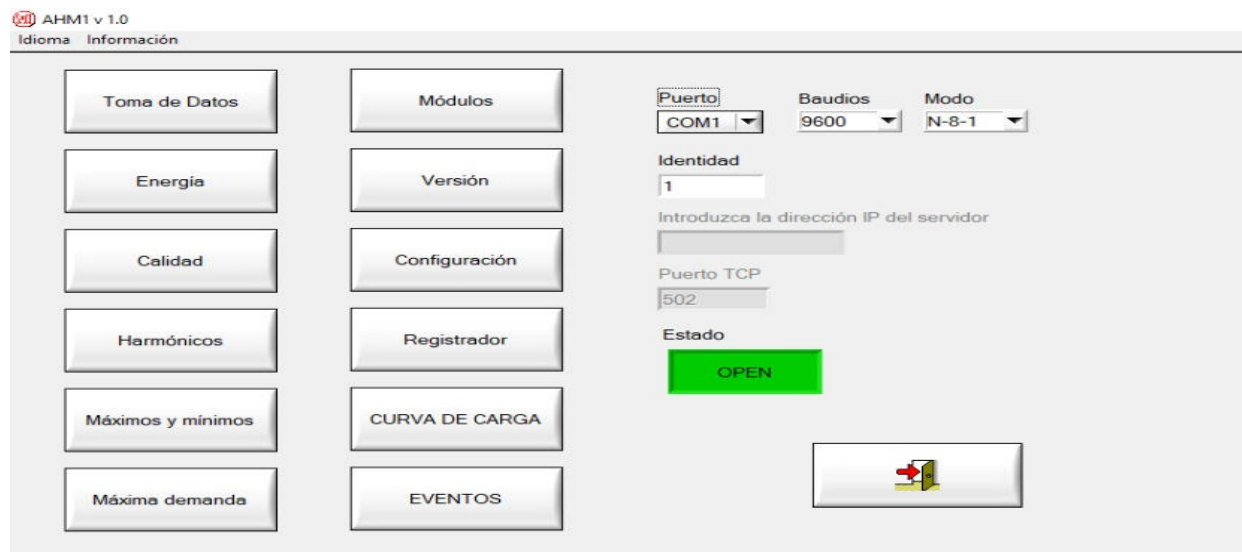 AHM1 v 1.0
Idioma Información
Toma de Datos
Energía
Calidad
Harmónicos
Máximos y mínimos
Máxima demanda
Módulos
Versión
Configuración
Registrador
CURVA DE CARGA
EVENTOS
Puerto Baudios Modo
COM1 9600 N-8-1
Identidad
1
Introduzca la dirección IP del servidor
Puerto TCP
502
Estado
OPEN